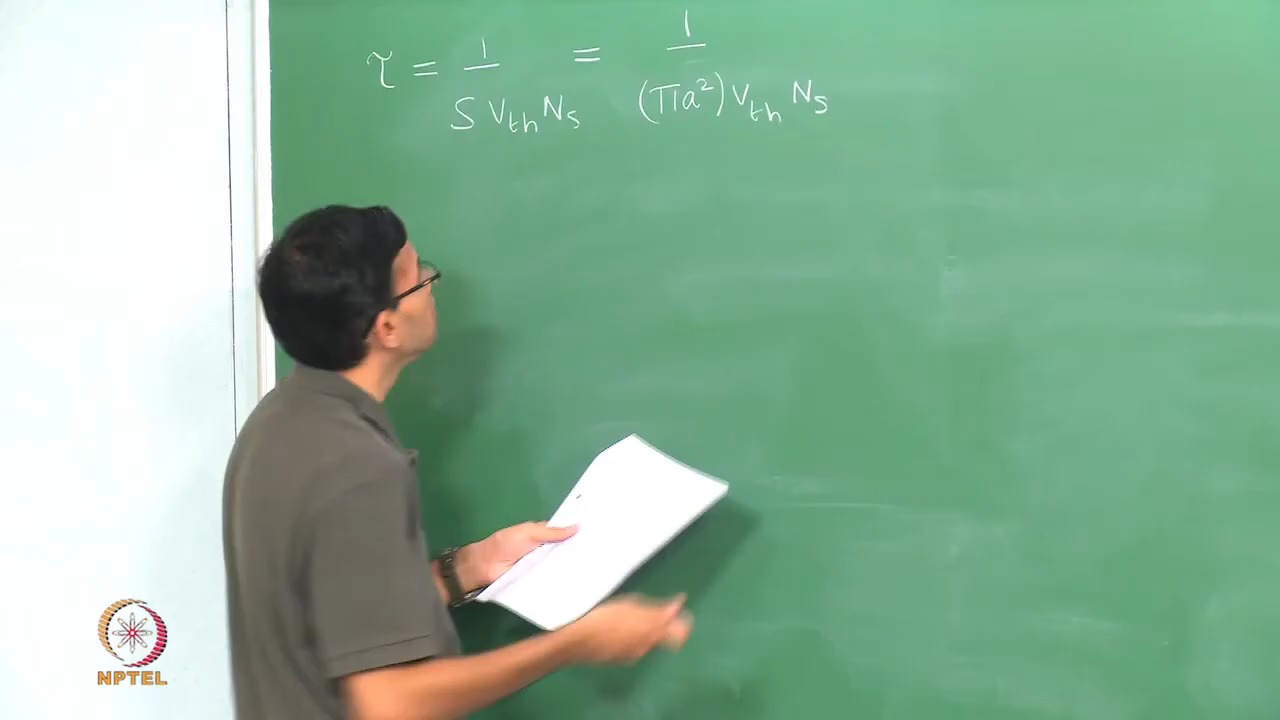 τ = 1 / (S V_th N_s) = 1 / ((πa²) V_th N_s)
NPTEL